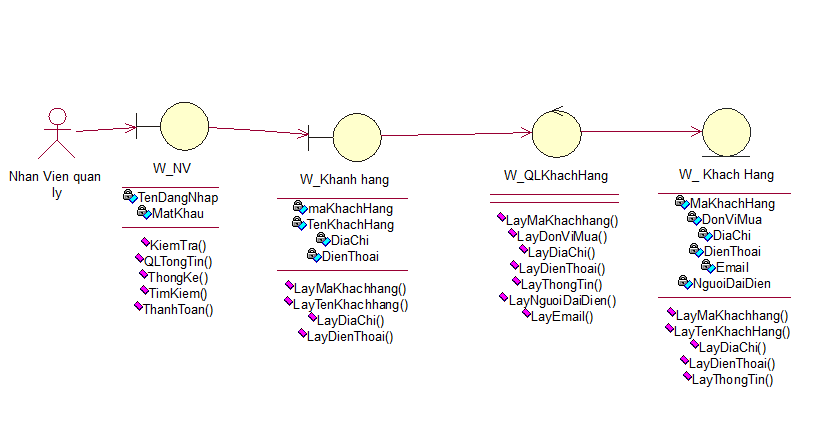 Nhan Vien quan
ly
W_NV
TenDangNhap
MatKhau
KiemTra()
QLTongTin()
ThongKe()
TimKiem()
ThanhToan()
W_Khanh hang
maKhachHang
TenKhachHang
DiaChi
DienThoai
LayMaKhachhang()
LayTenKhachhang()
LayDiaChi()
LayDienThoai()
W_QLKhachHang
LayMaKhachhang()
LayDonViMua()
LayDiaChi()
LayDienThoai()
LayThongTin()
LayNguoiDaiDien()
LayEmail()
W_ Khach Hang
MaKhachHang
DonViMua
DiaChi
DienThoai
Email
NguoiDaiDien
LayMaKhachhang()
LayTenKhachHang()
LayDiaChi()
LayDienThoai()
LayThongTin()